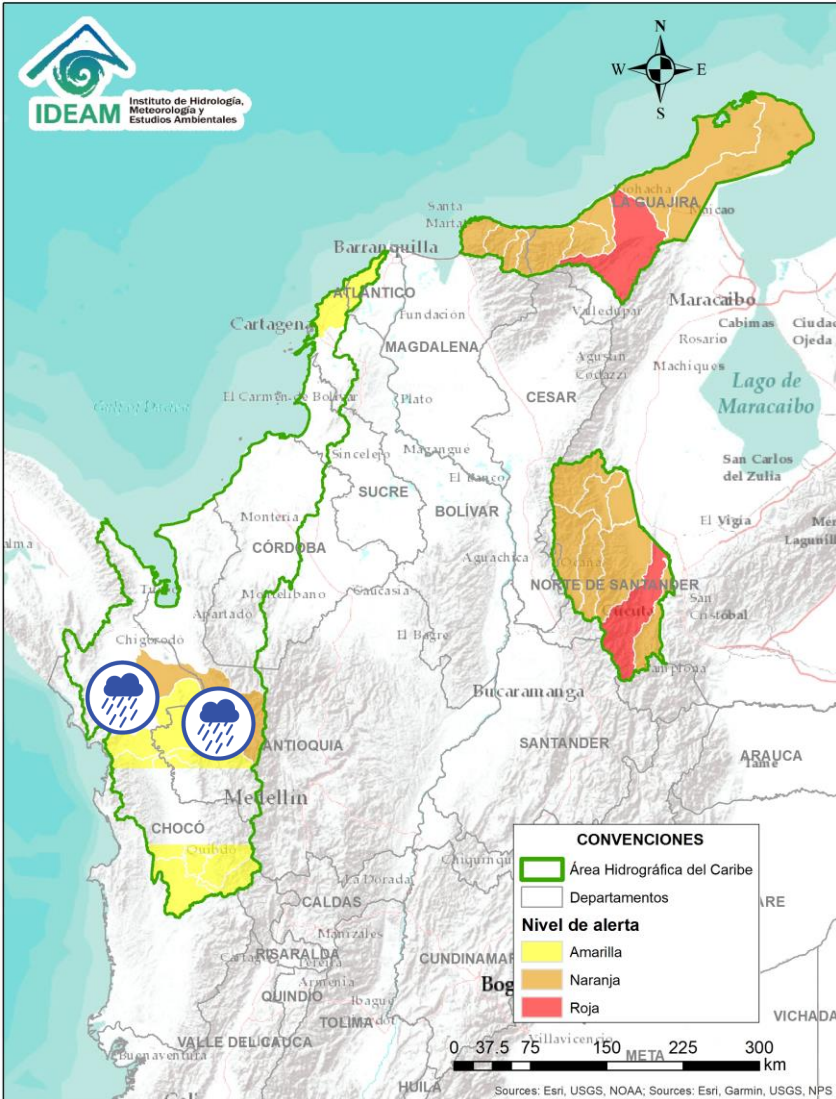 IDEAM
Instituto de Hidrología,
Meteorología y
Estudios Ambientales
N
W
E
S
LA GUAJIRA
Santa
Marta
Barranquilla
Maracaibo
ATLÁNTICO
Valledupar
Cabimas
Ciudad
Ojeda
Cartagena
Fundación
Rosario
MAGDALENA
Agustín
Codazzi
Machiques
Lago de
Maracaibo
El Carmen de Bolívar
Plato
CESAR
Sincelejo
Magangué
San Carlos
del Zulia
El Banco
SUCRE
BOLÍVAR
Montería
El Vigía
CÓRDOBA
Aguachica
Ocaña
NORTE DE SANTANDER
Montelíbano
Caucasia
Cúcuta
San
Cristóbal
Apartado
El Bagre
Chigorodó
Pamplona
Bucaramanga
ANTIOQUIA
SANTANDER
ARAUCA
Tame
Medellín
CHOCÓ
Quibdó
La Dorada
CALDAS
Manizales
RISARALDA
Pereira
Armenia
QUINDIO
Ibagué
TOLIMA
VALLE DEL CAUCA
Buenaventura
HUILA
Villavicencio
META
VICHADA
CONVENCIONES
Área Hidrográfica del Caribe
Departamentos
Nivel de alerta
Amarilla
Naranja
Roja
0 37.5 75 150 225 300
km
Sources: Esri, USGS, NOAA; Sources: Esri, Garmin, USGS, NPS